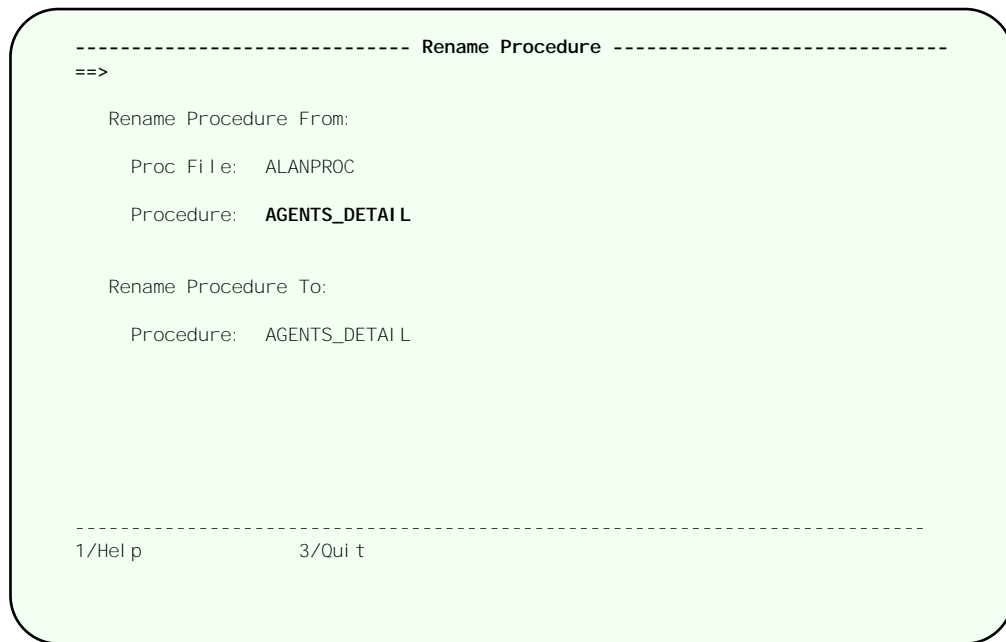 ------------------------------ Rename Procedure ------------------------------
==>
Rename Procedure From:
Proc File: ALANPROC
Procedure: AGENTS_DETAIL
Rename Procedure To:
Procedure: AGENTS_DETAIL
----------------------------------------------------------------------------
1/Help 3/Quit